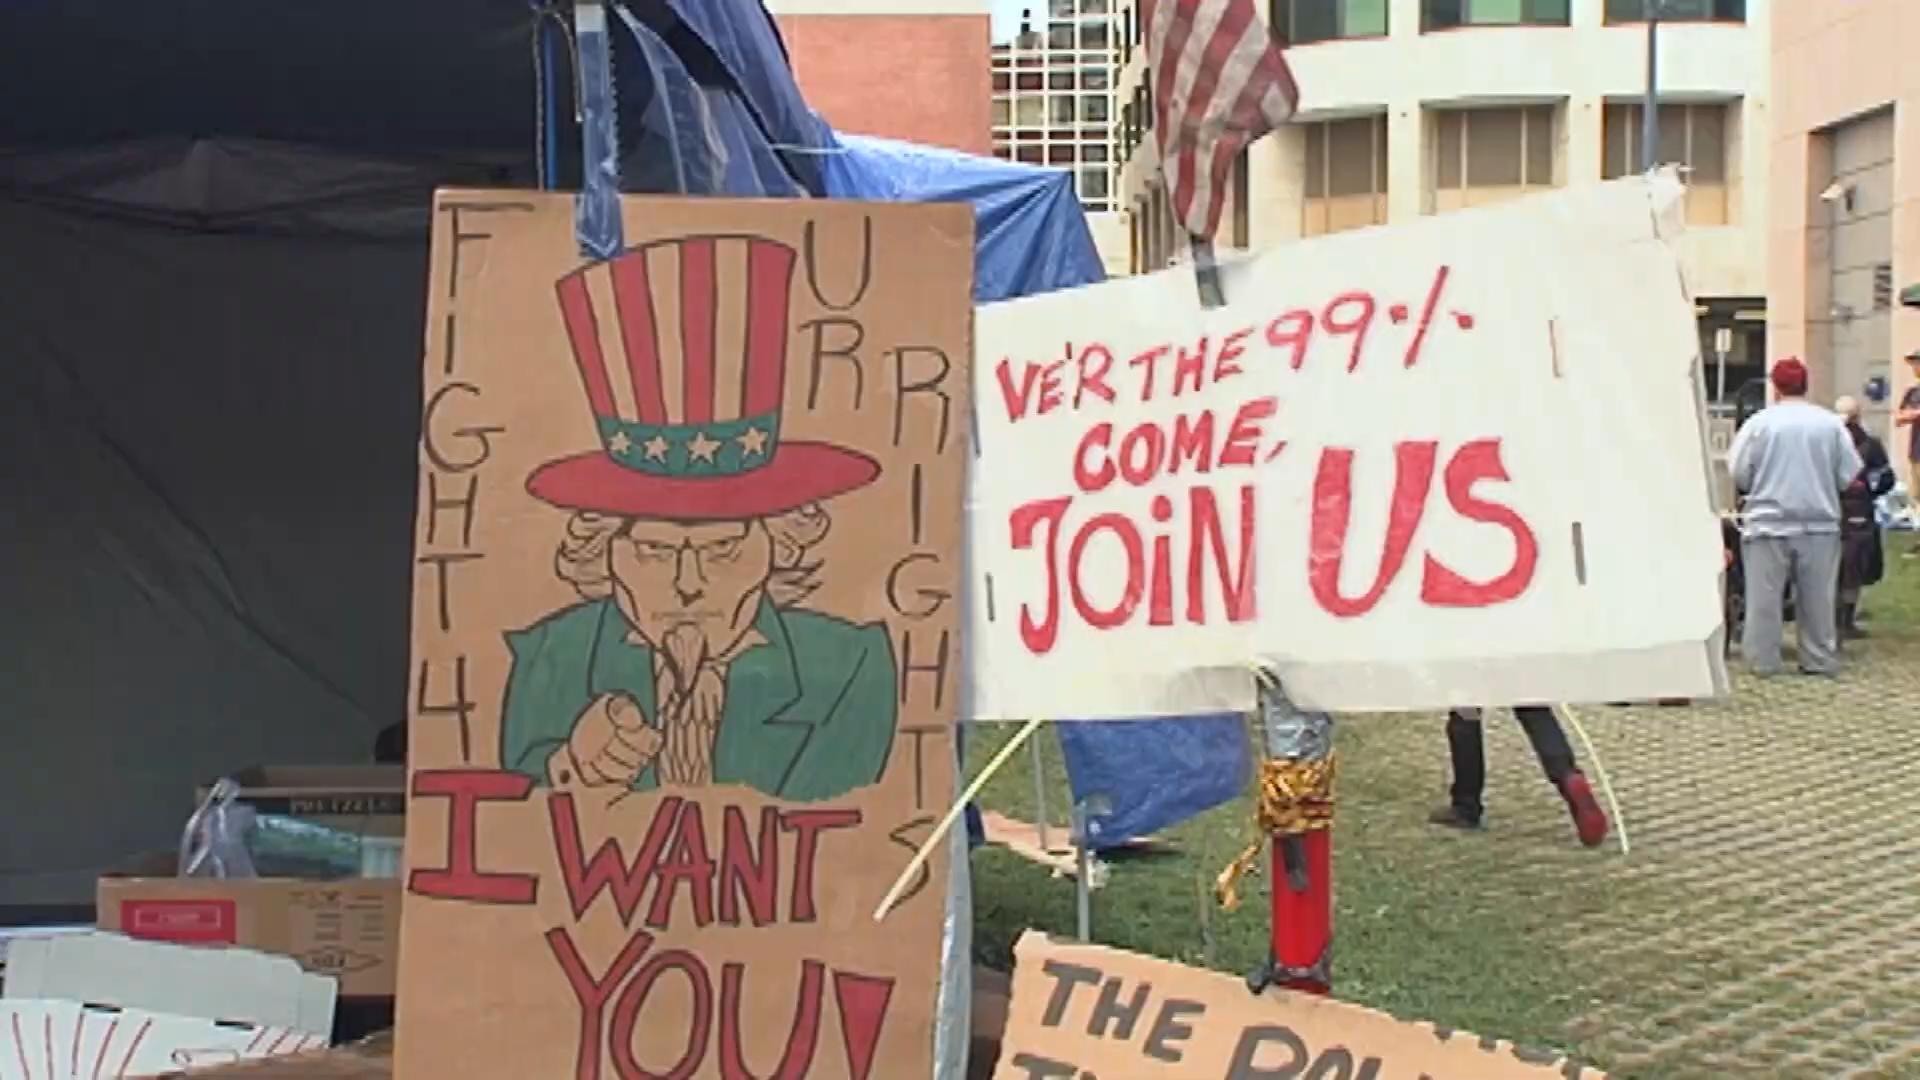 FIGHT 4
UR
RIGHTS
I WANT
YOU!
VE'R THE 99%
COME,
JOIN US
THE